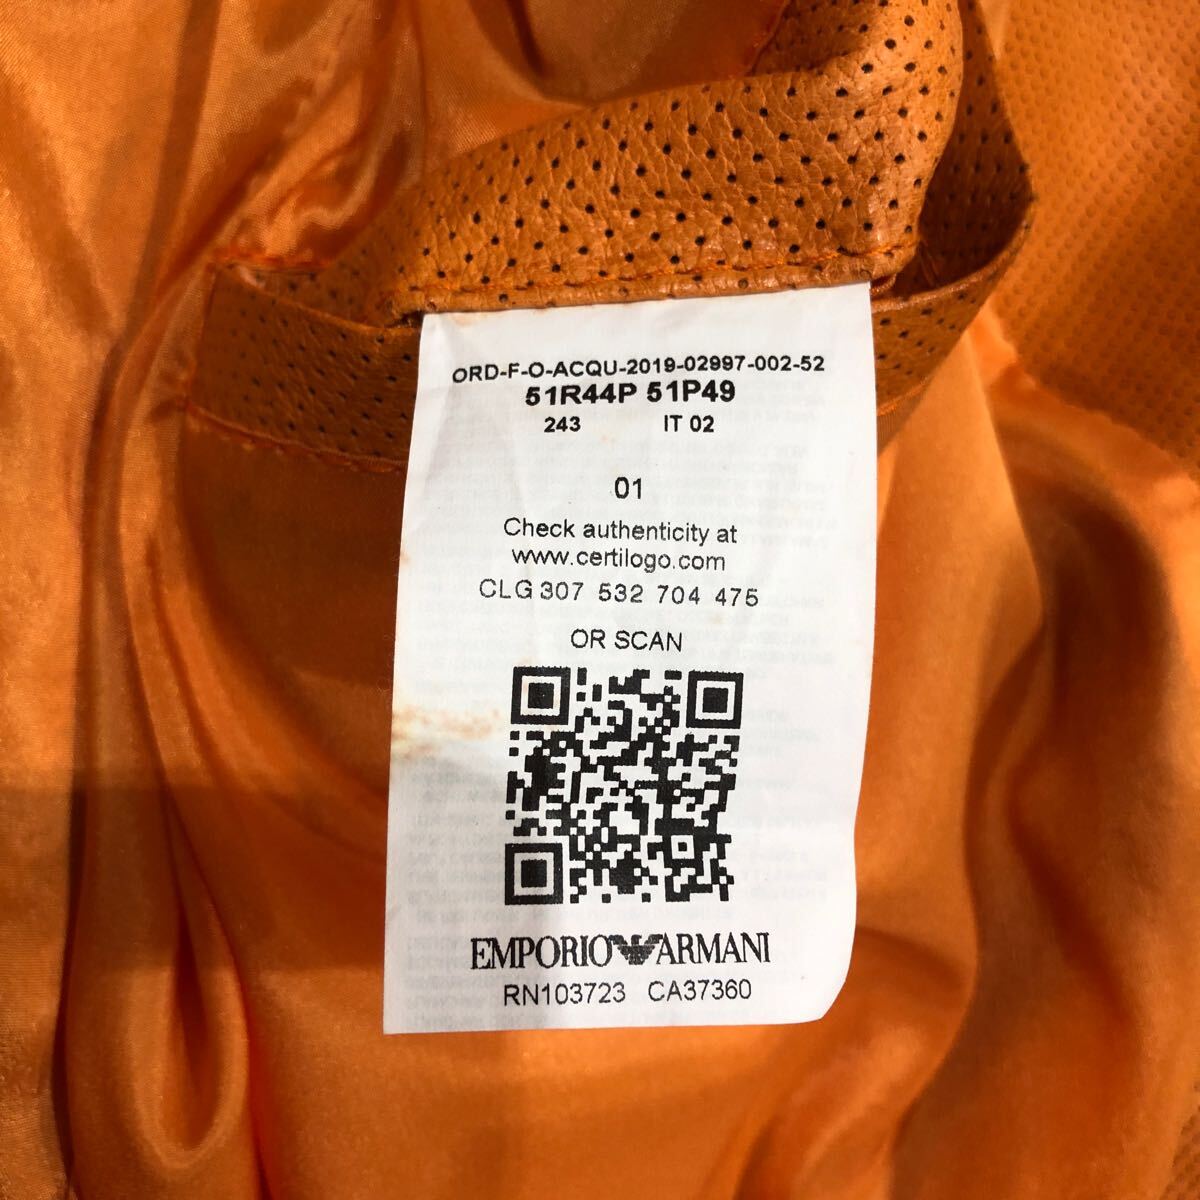 ORD-F-O-ACQU-2019-02997-002-52
51R44P 51P49
243 IT 02
01
Check authenticity at
www.certilogo.com
CLG 307 532 704 475
OR SCAN
EMPORIO ARMANI
RN103723 CA37360